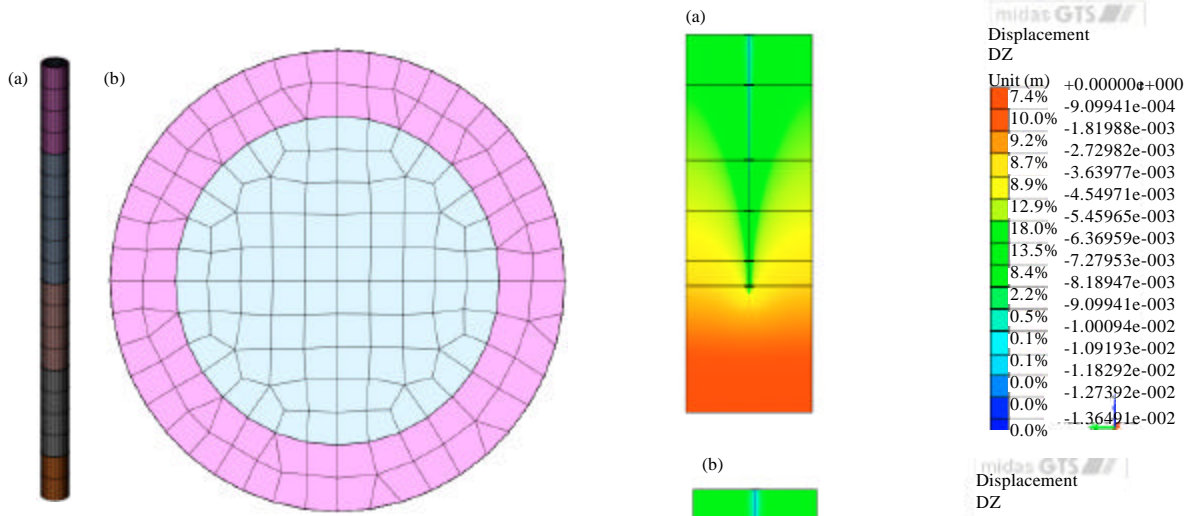 (a)
(b)
(a)
midas GTS
Displacement
DZ
Unit (m)
+0.00000e+000
7.4%
-9.09941e-004
10.0%
-1.81988e-003
9.2%
-2.72982e-003
8.7%
-3.63977e-003
8.9%
-4.54971e-003
12.9%
-5.45965e-003
18.0%
-6.36959e-003
13.5%
-7.27953e-003
8.4%
-8.18947e-003
2.2%
-9.09941e-003
0.5%
-1.00094e-002
0.1%
-1.09193e-002
0.1%
-1.18292e-002
0.0%
-1.27392e-002
0.0%
-1.36491e-002
0.0%
(b)
midas GTS
Displacement
DZ